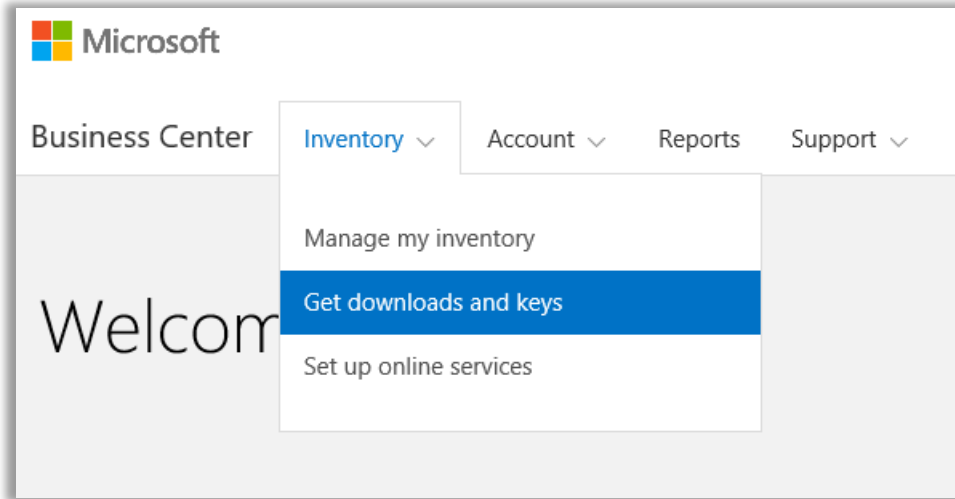 Microsoft
Business Center Inventory Account Reports Support
Manage my inventory
Get downloads and keys
Welcom
Set up online services